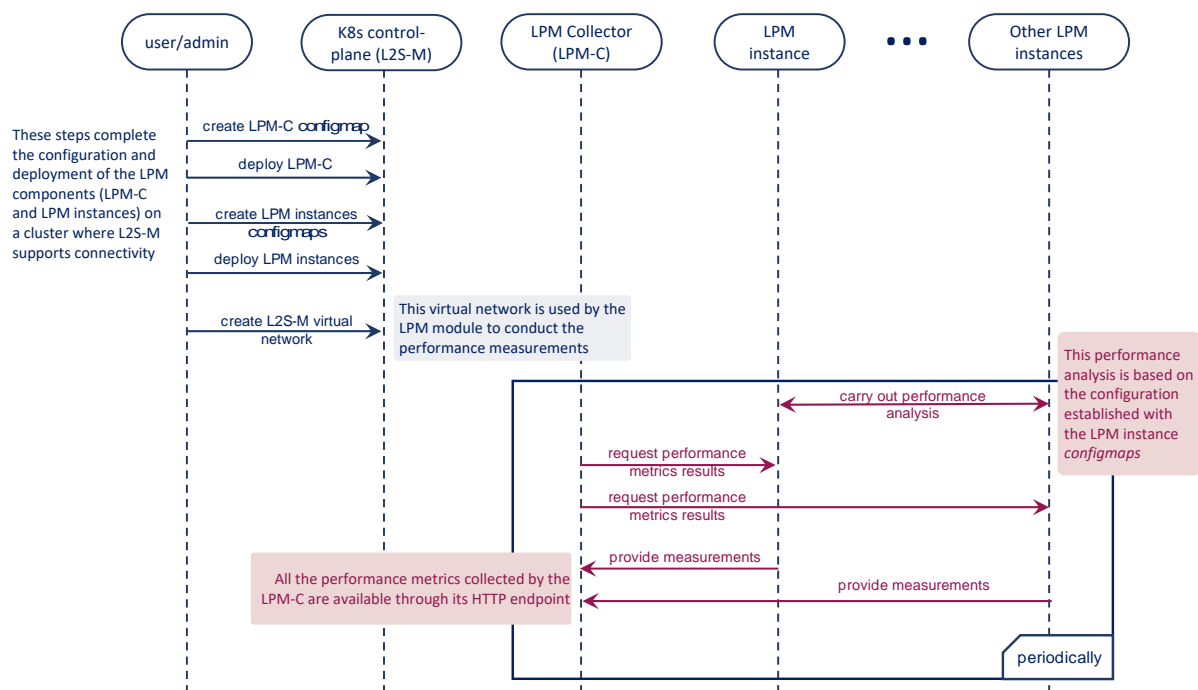 user/admin
K8s control-
plane (L2S-M)
LPM Collector
(LPM-C)
LPM
instance
•••
Other LPM
instances
These steps complete
the configuration and
deployment of the LPM
components (LPM-C
and LPM instances) on
a cluster where L2S-M
supports connectivity
create LPM-C configmap
deploy LPM-C
create LPM instances
configmaps
deploy LPM instances
create L2S-M virtual
network
This virtual network is used by the
LPM module to conduct the
performance measurements
This performance
analysis is based on
the configuration
established with
the LPM instance
configmaps
carry out performance
analysis
request performance
metrics results
request performance
metrics results
provide measurements
All the performance metrics collected by the
LPM-C are available through its HTTP endpoint
provide measurements
periodically